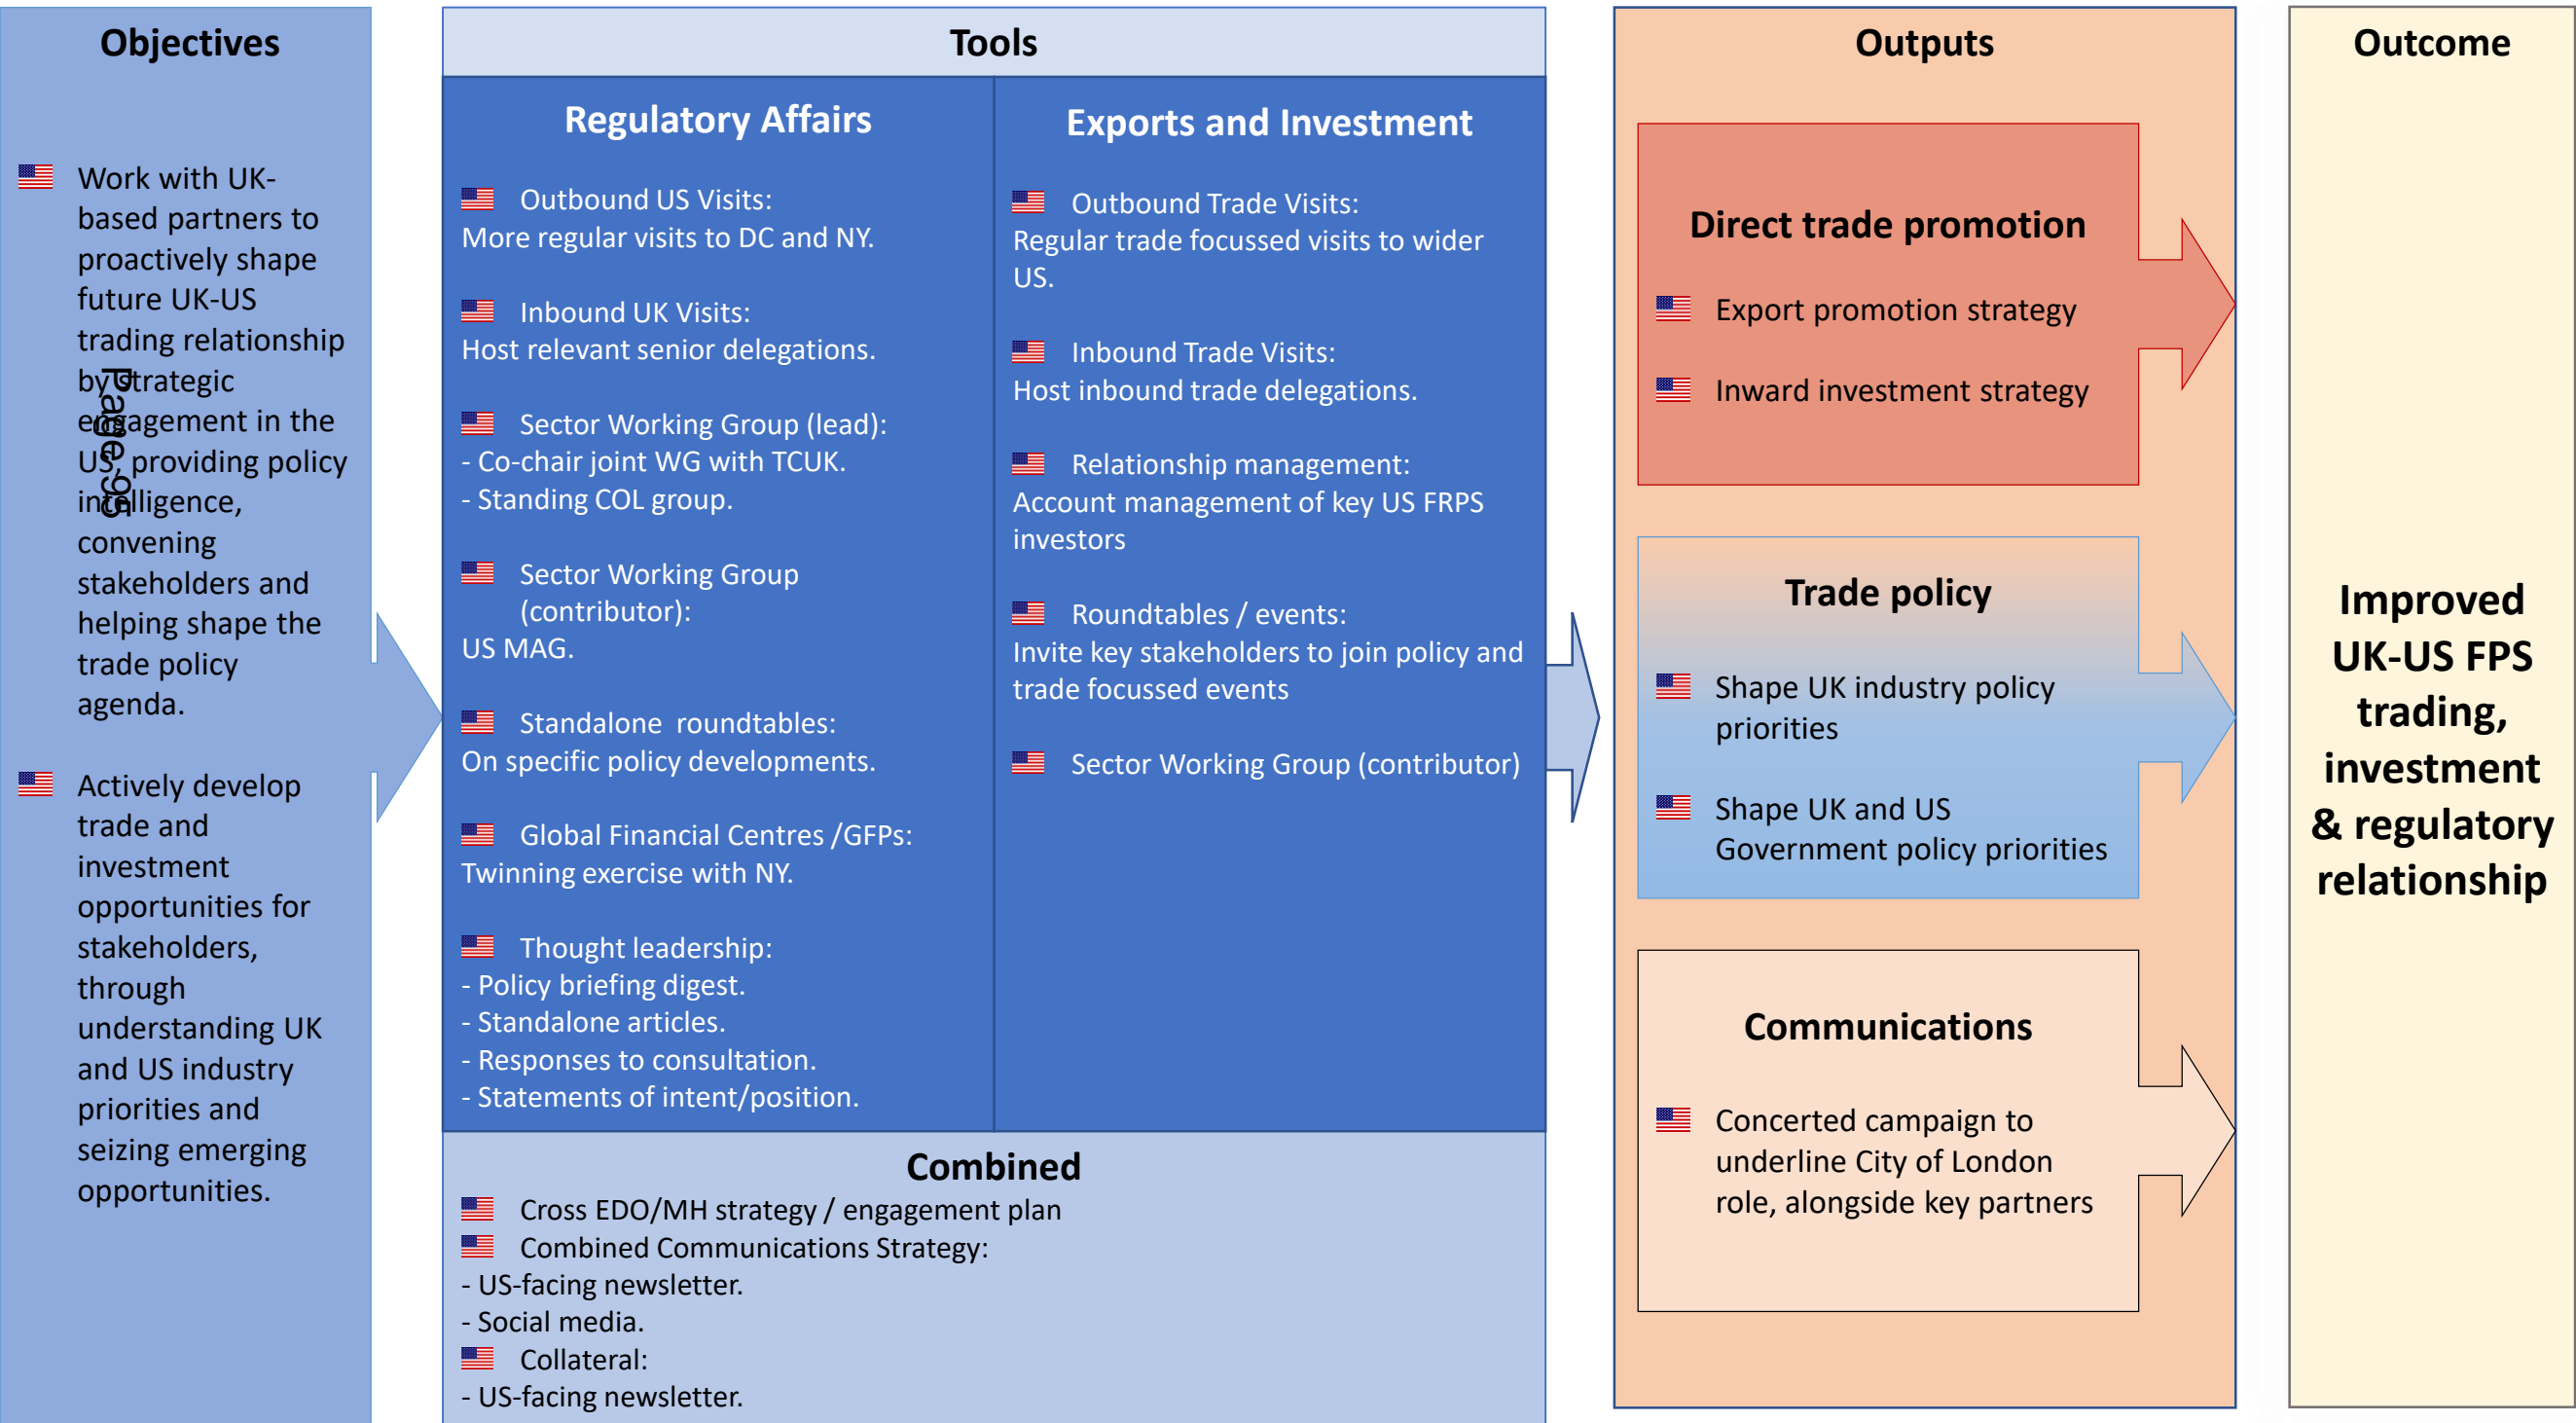 Objectives
Work with UK-
based partners to
proactively shape
future UK-US
trading relationship
by strategic
engagement in the
US, providing policy
intelligence,
convening
stakeholders and
helping shape the
trade policy
agenda.
Actively develop
trade and
investment
opportunities for
stakeholders,
through
understanding UK
and US industry
priorities and
seizing emerging
opportunities.
Page 95
Tools
Regulatory Affairs
Outbound US Visits:
More regular visits to DC and NY.
Inbound UK Visits:
Host relevant senior delegations.
Sector Working Group (lead):
- Co-chair joint WG with TCUK.
- Standing COL group.
Sector Working Group
(contributor):
US MAG.
Standalone  roundtables:
On specific policy developments.
Global Financial Centres /GFPs:
Twinning exercise with NY.
Thought leadership:
- Policy briefing digest.
- Standalone articles.
- Responses to consultation.
- Statements of intent/position.
Exports and Investment
Outbound Trade Visits:
Regular trade focussed visits to wider
US.
Inbound Trade Visits:
Host inbound trade delegations.
Relationship management:
Account management of key US FRPS
investors
Roundtables / events:
Invite key stakeholders to join policy and
trade focussed events
Sector Working Group (contributor)
Combined
Cross EDO/MH strategy / engagement plan
Combined Communications Strategy:
- US-facing newsletter.
- Social media.
Collateral:
- US-facing newsletter.
Outputs
Direct trade promotion
Export promotion strategy
Inward investment strategy
Trade policy
Shape UK industry policy
priorities
Shape UK and US
Government policy priorities
Communications
Concerted campaign to
underline City of London
role, alongside key partners
Outcome
Improved
UK-US FPS
trading,
investment
& regulatory
relationship